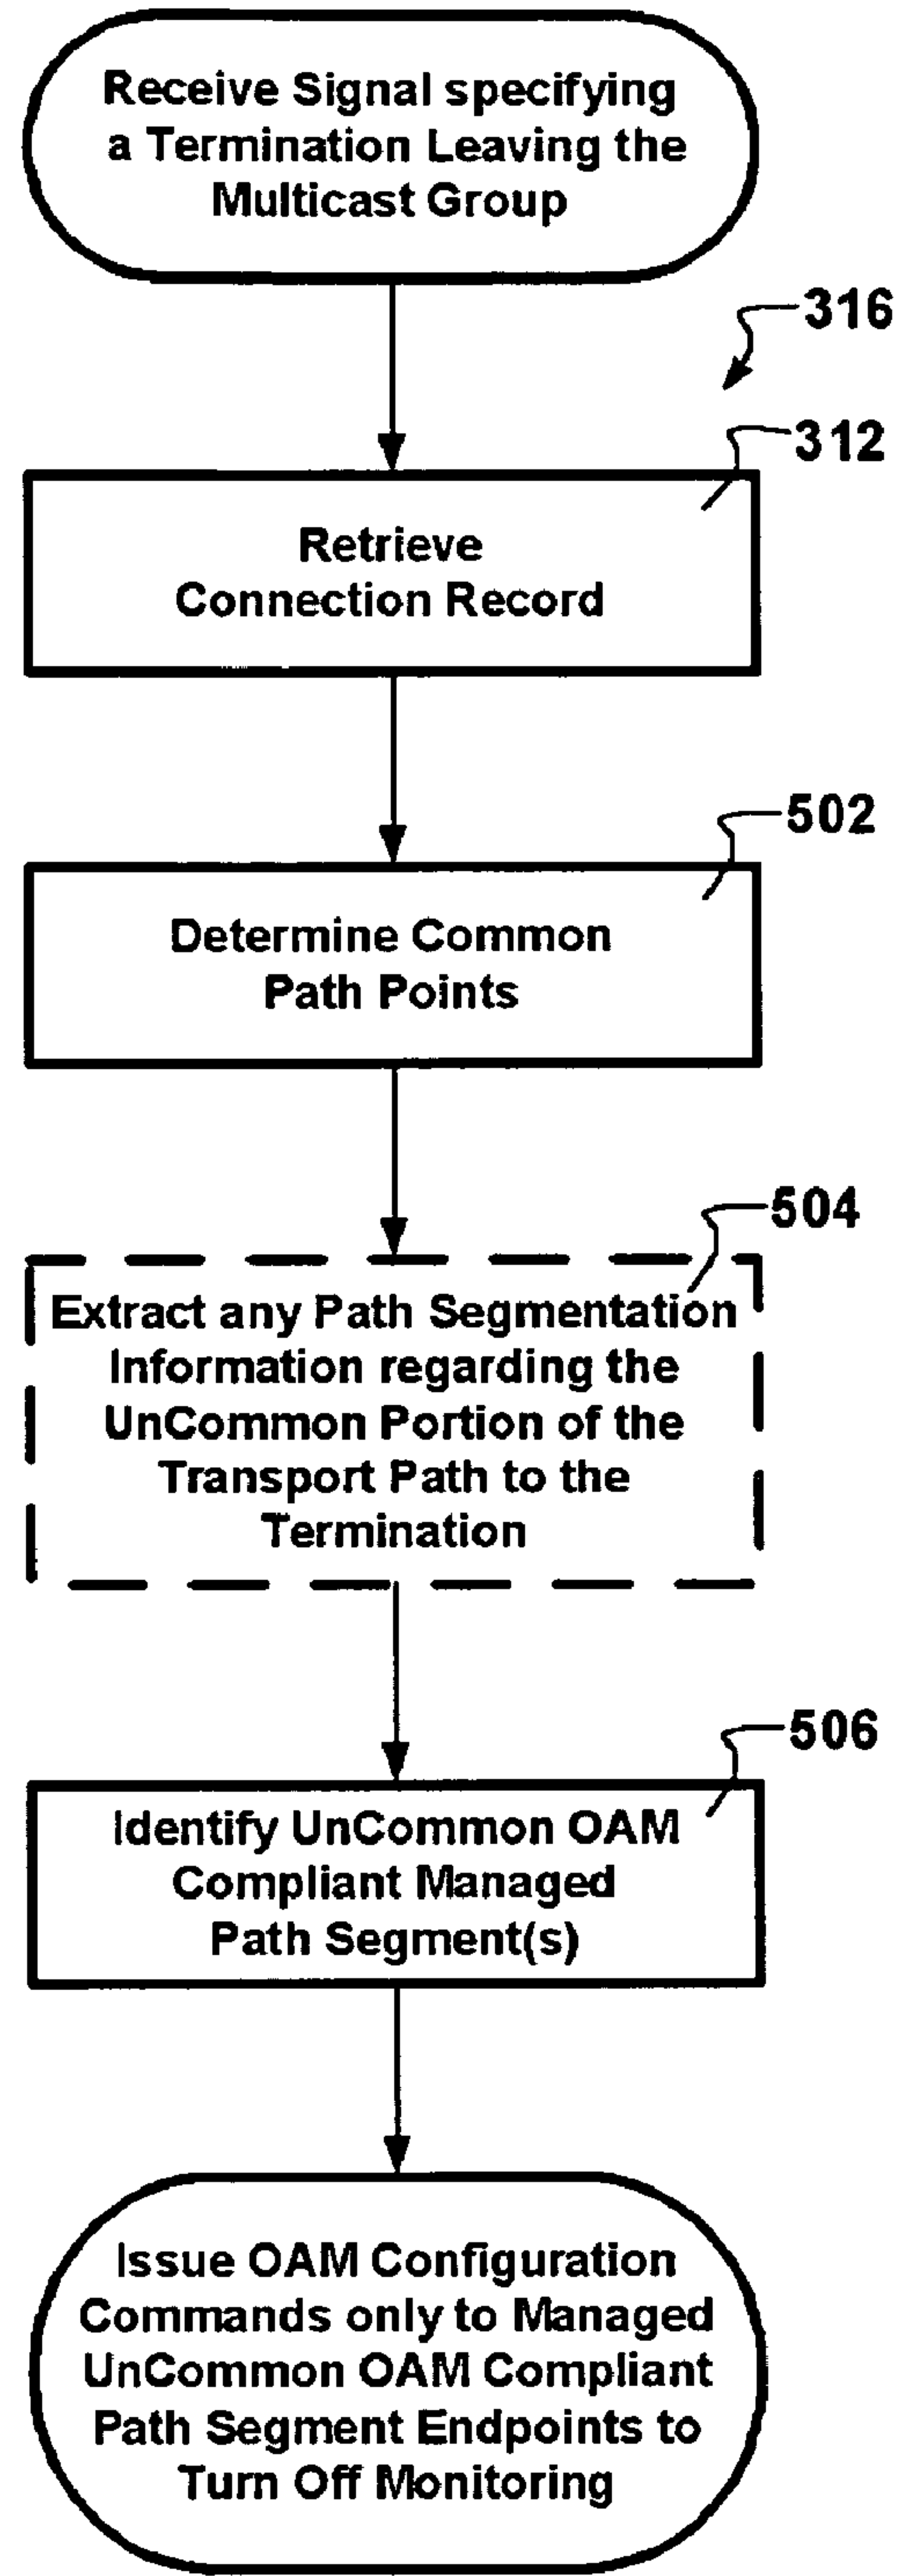 Receive Signal specifying
a Termination Leaving the
Multicast Group
316
312
Retrieve
Connection Record
502
Determine Common
Path Points
504
Extract any Path Segmentation
Information regarding the
UnCommon Portion of the
Transport Path to the
Termination
506
Identify UnCommon OAM
Compliant Managed
Path Segment(s)
Issue OAM Configuration
Commands only to Managed
UnCommon OAM Compliant
Path Segment Endpoints to
Turn Off Monitoring